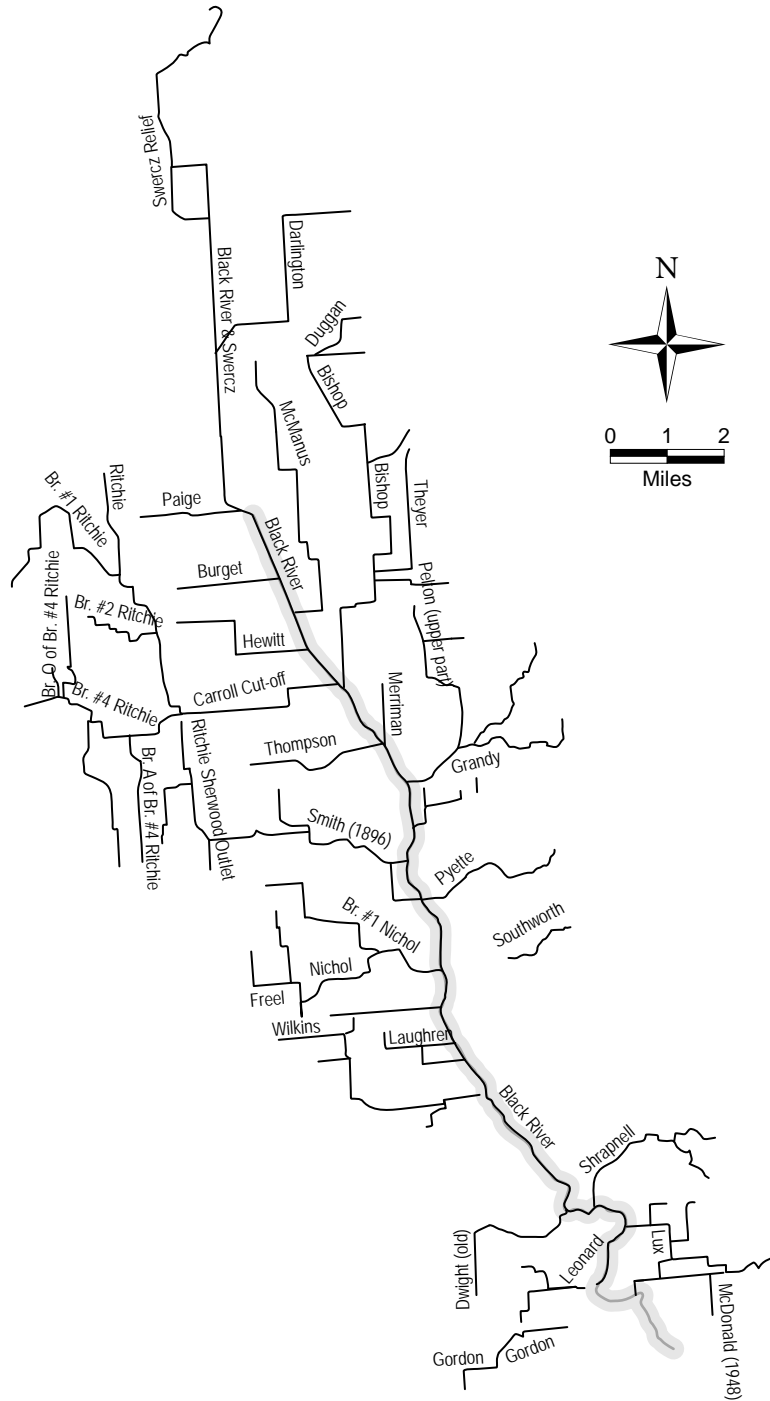 Swercz Relief
Black River & Swercz
Darlington
Duggan
Bishop
McManus
N
0 1 2
Miles
Bishop
Theyer
Ritchie
Br. #1 Ritchie
Paige
Black River
Burget
Pelton (upper part)
Br. O of Br. #4 Ritchie
Br. #2 Ritchie
Hewitt
Carroll Cut-off
Br. #4 Ritchie
Merriman
Ritchie Sherwood Outlet
Thompson
Grandy
Br. A of Br. #4 Ritchie
Smith (1896)
Pyette
Br. #1 Nichol
Southworth
Nichol
Freel
Wilkins
Laughren
Black River
Shrapnell
Dwight (old)
Leonard
Lux
McDonald (1948)
Gordon
Gordon